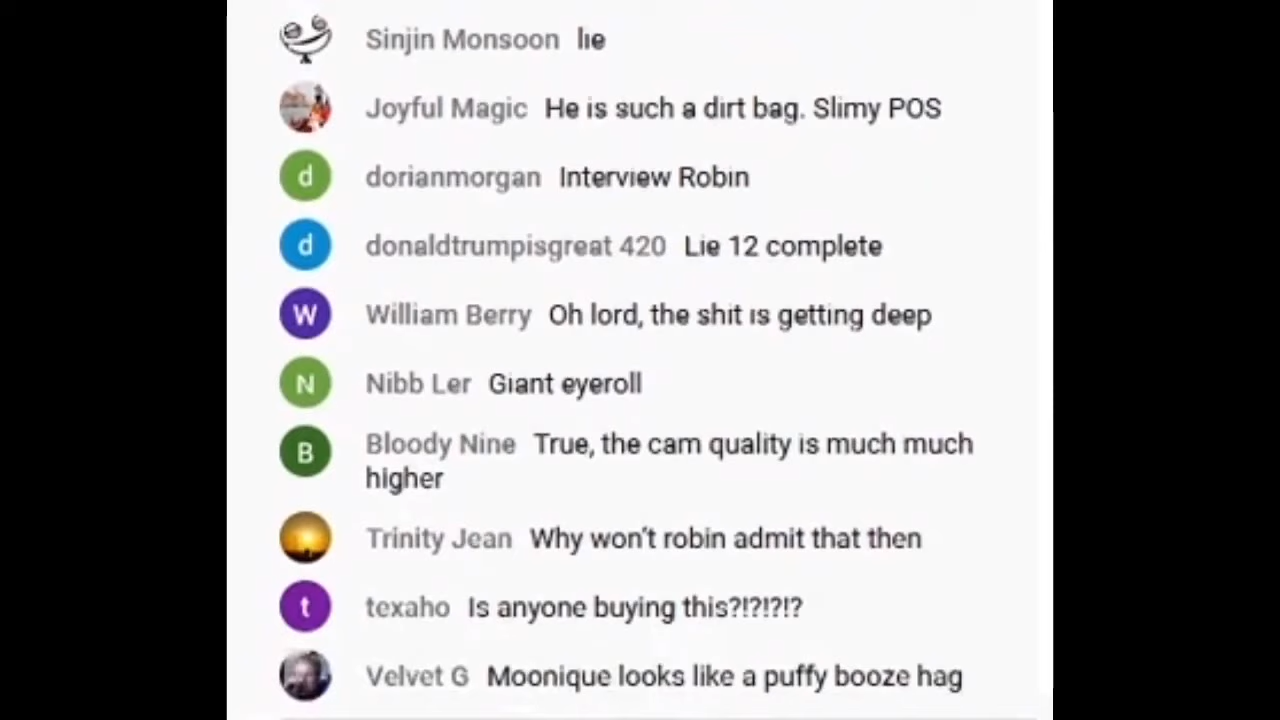 Sinjin Monsoon lie
Joyful Magic He is such a dirt bag. Slimy POS
d dorianmorgan Interview Robin
d donaldtrumpisgreat 420 Lie 12 complete
W William Berry Oh lord, the shit is getting deep
N Nibb Ler Giant eyeroll
B Bloody Nine True, the cam quality is much much
higher
Trinity Jean Why won't robin admit that then
t texaho Is anyone buying this?!?!?!?
Velvet G Moonique looks like a puffy booze hag